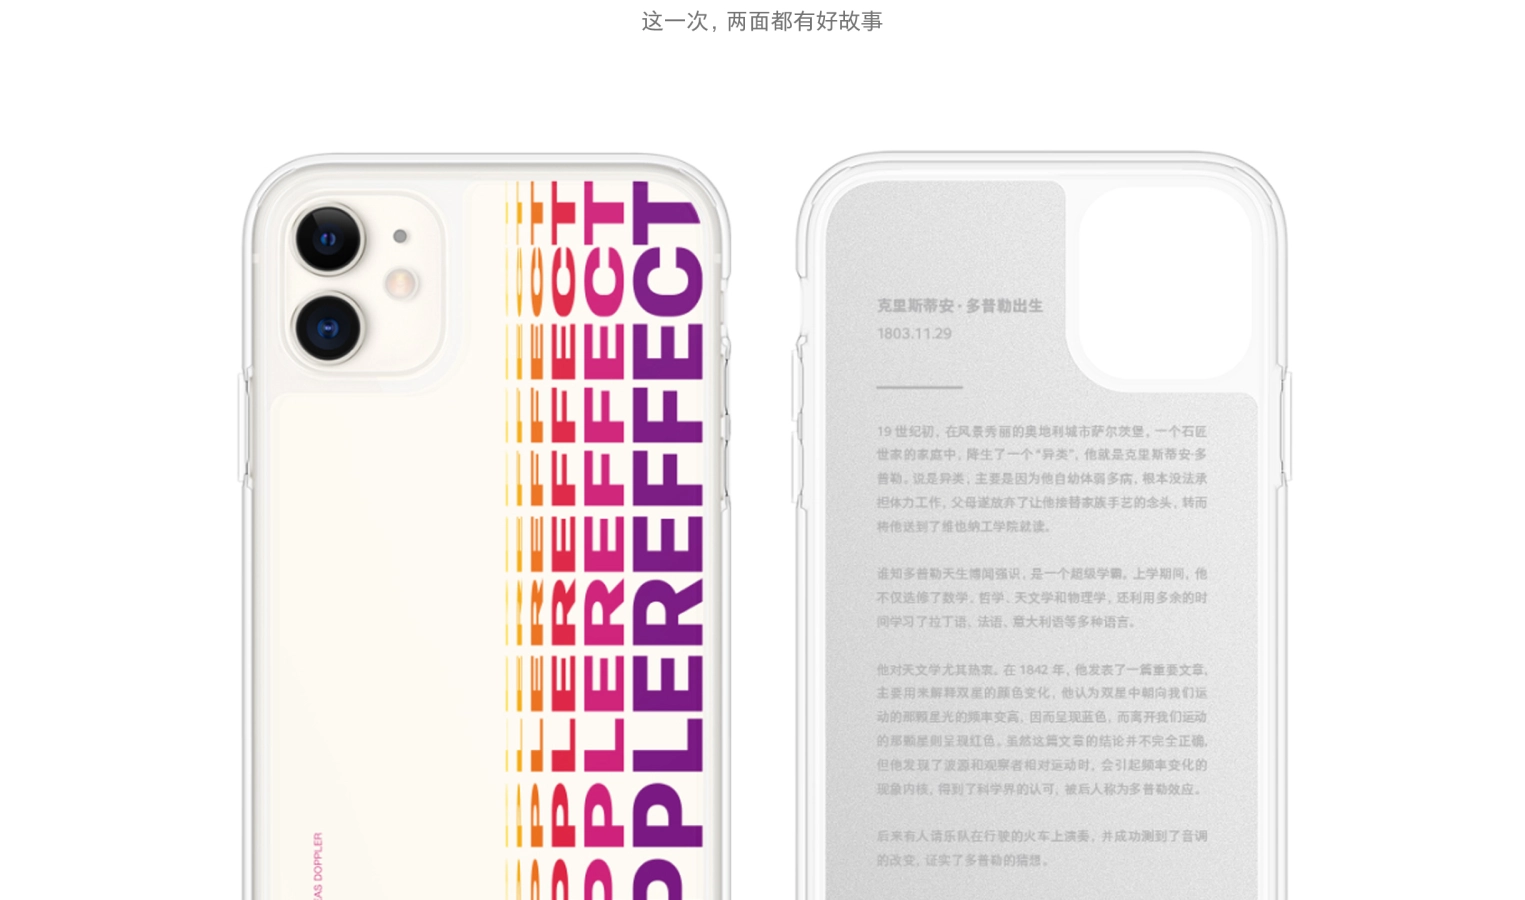 这一次, 两面都有好故事
PPLEREFFECT
PPLEREFFECT
PPLEREFFECT
PPLEREFFECT
AS DOPPLER
克里斯蒂安·多普勒出生
1803.11.29
19 世纪初, 在风景秀丽的奥地利城市萨尔茨堡, 一个石匠
世家的家庭中, 降生了一个“异类”, 他就是克里斯蒂安·多
普勒。说是异类, 主要是因为他自幼体弱多病, 根本没法承
担体力工作, 父母遂放弃了让他接替家族手艺的念头, 转而
将他送到了维也纳工学院就读。
谁知多普勒天生博闻强识, 是一个超级学霸。上学期间, 他
不仅选修了数学、哲学、天文学和物理学, 还利用多余的时
间学习了拉丁语、法语、意大利语等多种语言。
他对天文学尤其热衷。在 1842 年, 他发表了一篇重要文章,
主要用来解释双星的颜色变化, 他认为双星中朝向我们运
动的那颗星光的频率变高, 因而呈现蓝色, 而离开我们运动
的那颗星则呈现红色。虽然这篇文章的结论并不完全正确,
但他发现了波源和观察者相对运动时, 会引起频率变化的
现象内核, 得到了科学界的认可, 被后人称为多普勒效应。
后来有人请乐队在行驶的火车上演奏, 并成功测到了音调
的改变, 证实了多普勒的猜想。